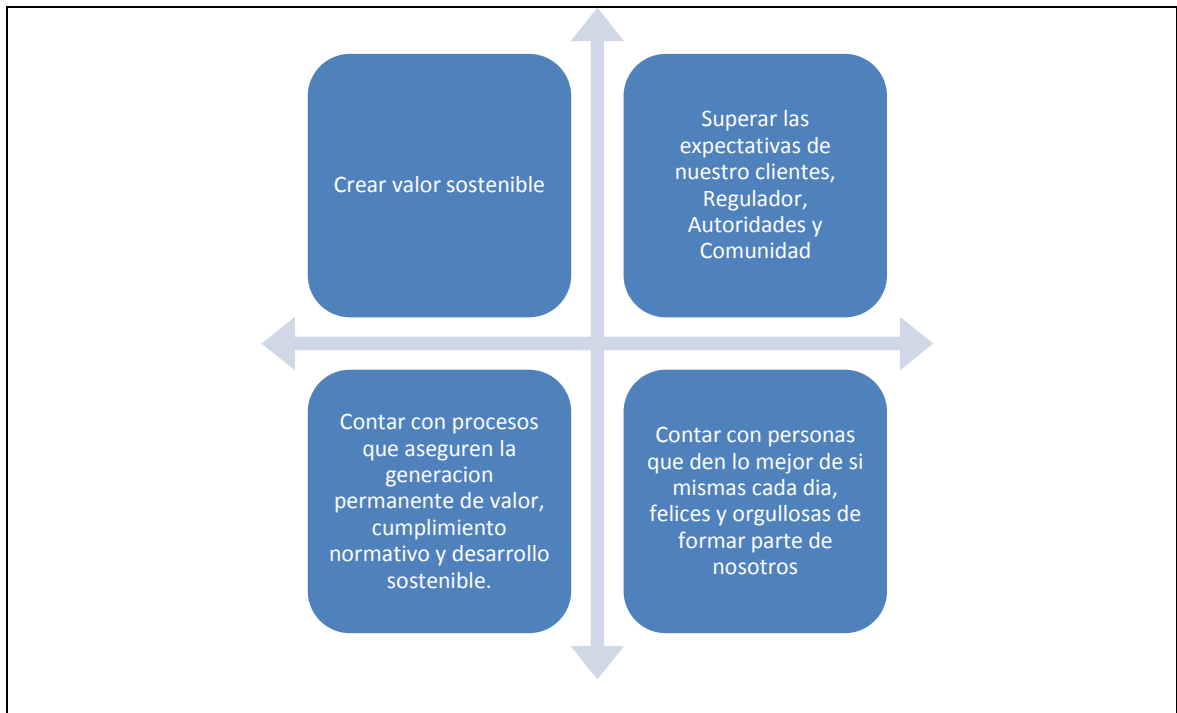 Crear valor sostenible
Superar las
expectativas de
nuestro clientes,
Regulador,
Autoridades y
Comunidad
Contar con procesos
que aseguren la
generacion
permanente de valor,
cumplimiento
normativo y desarrollo
sostenible.
Contar con personas
que den lo mejor de si
mismas cada dia,
felices y orgullosas de
formar parte de
nosotros